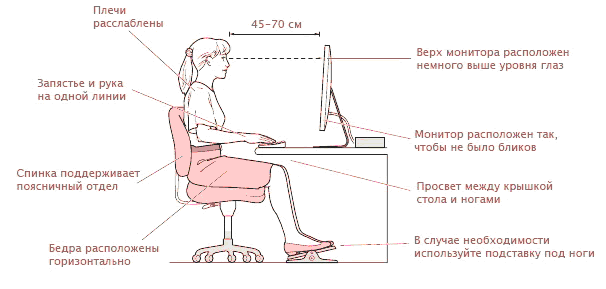 Плечи
расслаблены
45–70 см
Верх монитора расположен
немного выше уровня глаз
Запястье и рука
на одной линии
Монитор расположен так,
чтобы не было бликов
Спинка поддерживает
поясничный отдел
Просвет между крышкой
стола и ногами
Бедра расположены
горизонтально
В случае необходимости
используйте подставку под ноги